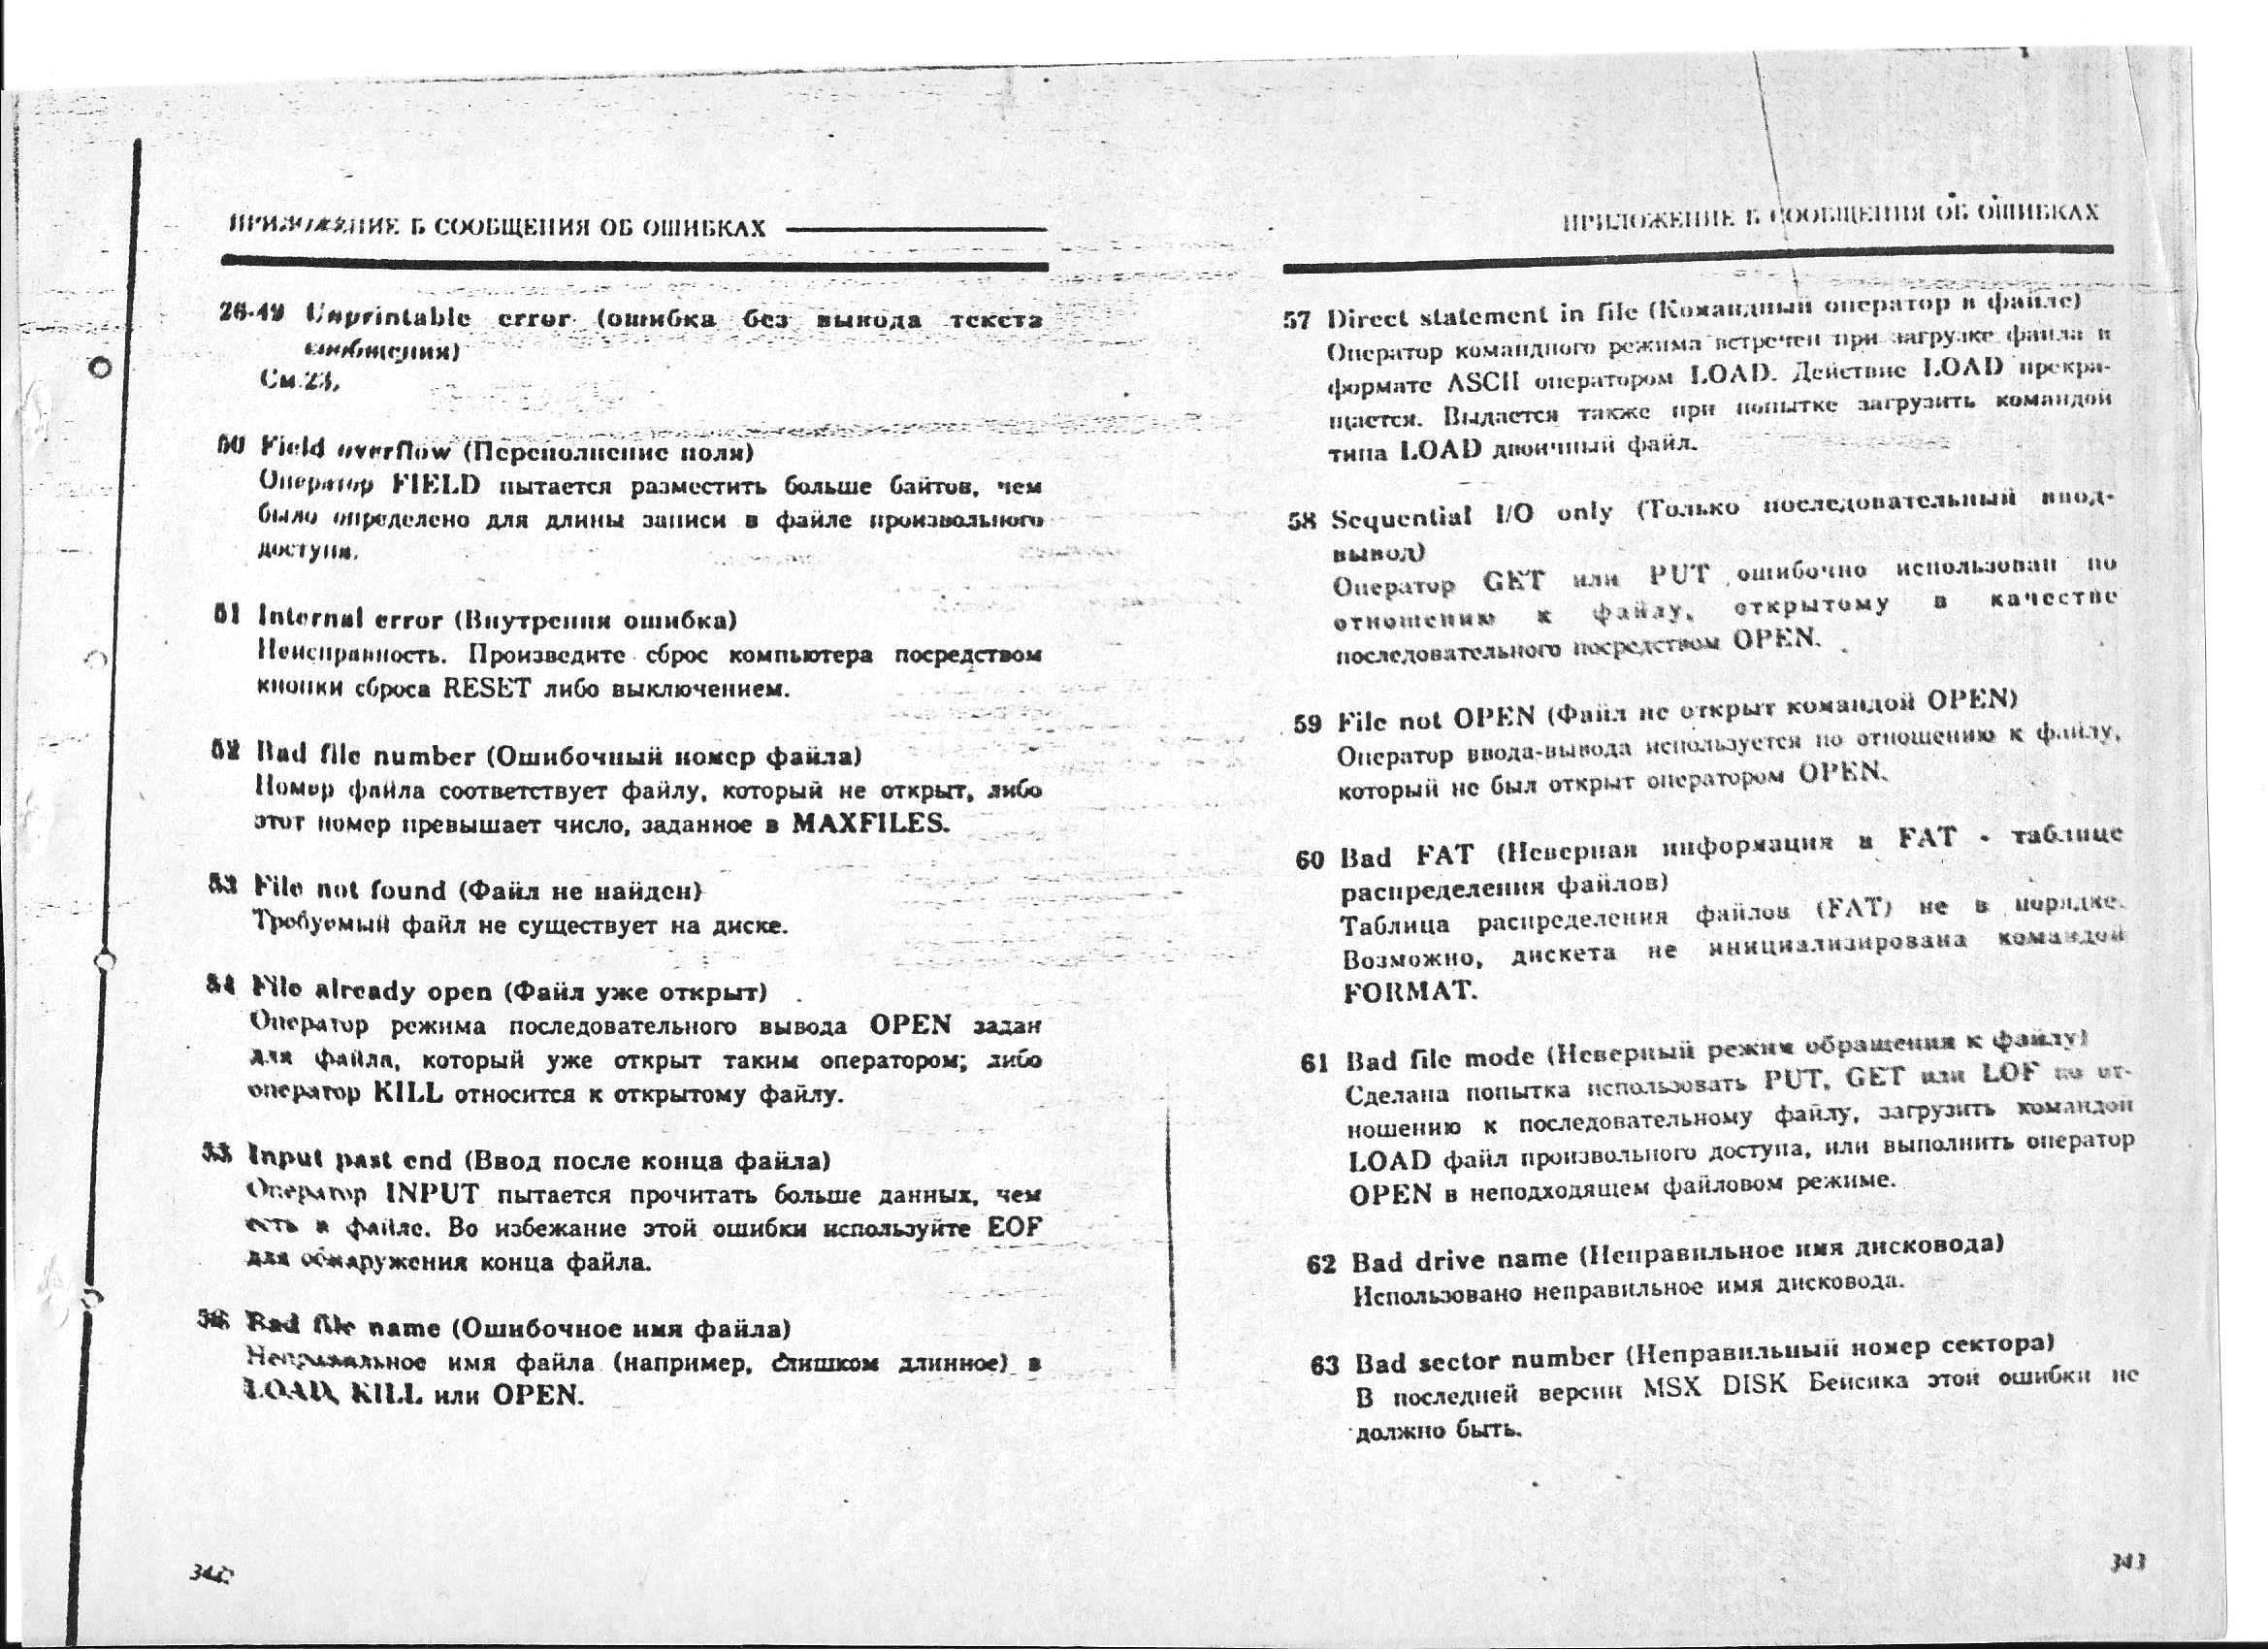 ПРИЛОЖЕНИЕ Б СООБЩЕНИЯ ОБ ОШИБКАХ
26-49 Unprintable error (ошибка без вывода текста
сообщения)
См.23.
50 Field overflow (Переполнение поля)
Оператор FIELD пытается разместить больше байтов, чем
было определено для длины записи в файле произвольного
доступа.
51 Internal error (Внутрення ошибка)
Неисправность. Произведите сброс компьютера посредством
кнопки сброса RESET либо выключением.
52 Bad file number (Ошибочный номер файла)
Номер файла соответствует файлу, который не открыт, либо
этот номер превышает число, заданное в MAXFILES.
53 File not found (Файл не найден)
Требуемый файл не существует на диске.
54 File already open (Файл уже открыт)
Оператор режима последовательного вывода OPEN задан
для файла, который уже открыт таким оператором; либо
оператор KILL относится к открытому файлу.
55 Input past end (Ввод после конца файла)
Оператор INPUT пытается прочитать больше данных, чем
есть в файле. Во избежание этой ошибки используйте EOF
для обнаружения конца файла.
56 Bad file name (Ошибочное имя файла)
Неправильное имя файла (например, слишком длинное) в
LOAD, KILL или OPEN.
342
ПРИЛОЖЕНИЕ Б СООБЩЕНИЯ ОБ ОШИБКАХ
57 Direct statement in file (Командный оператор в файле)
Оператор командного режима встречен при загрузке файла в
формате ASCII оператором LOAD. Действие LOAD прекра-
щается. Выдается также при попытке загрузить командой
типа LOAD двоичный файл.
58 Sequential I/O only (Только последовательный ввод-
вывод)
Оператор GET или PUT ошибочно использован по
отношению к файлу, открытому в качестве
последовательного посредством OPEN.
59 File not OPEN (Файл не открыт командой OPEN)
Оператор ввода-вывода используется по отношению к файлу,
который не был открыт оператором OPEN.
60 Bad FAT (Неверная информация в FAT - таблице
распределения файлов)
Таблица распределения файлов (FAT) не в порядке.
Возможно, дискета не инициализирована командой
FORMAT.
61 Bad file mode (Неверный режим обращения к файлу)
Сделана попытка использовать PUT, GET или LOF по от-
ношению к последовательному файлу, загрузить командой
LOAD файл произвольного доступа, или выполнить оператор
OPEN в неподходящем файловом режиме.
62 Bad drive name (Неправильное имя дисковода)
Использовано неправильное имя дисковода.
63 Bad sector number (Неправильный номер сектора)
В последней версии MSX DISK Бейсика этой ошибки не
должно быть.
343